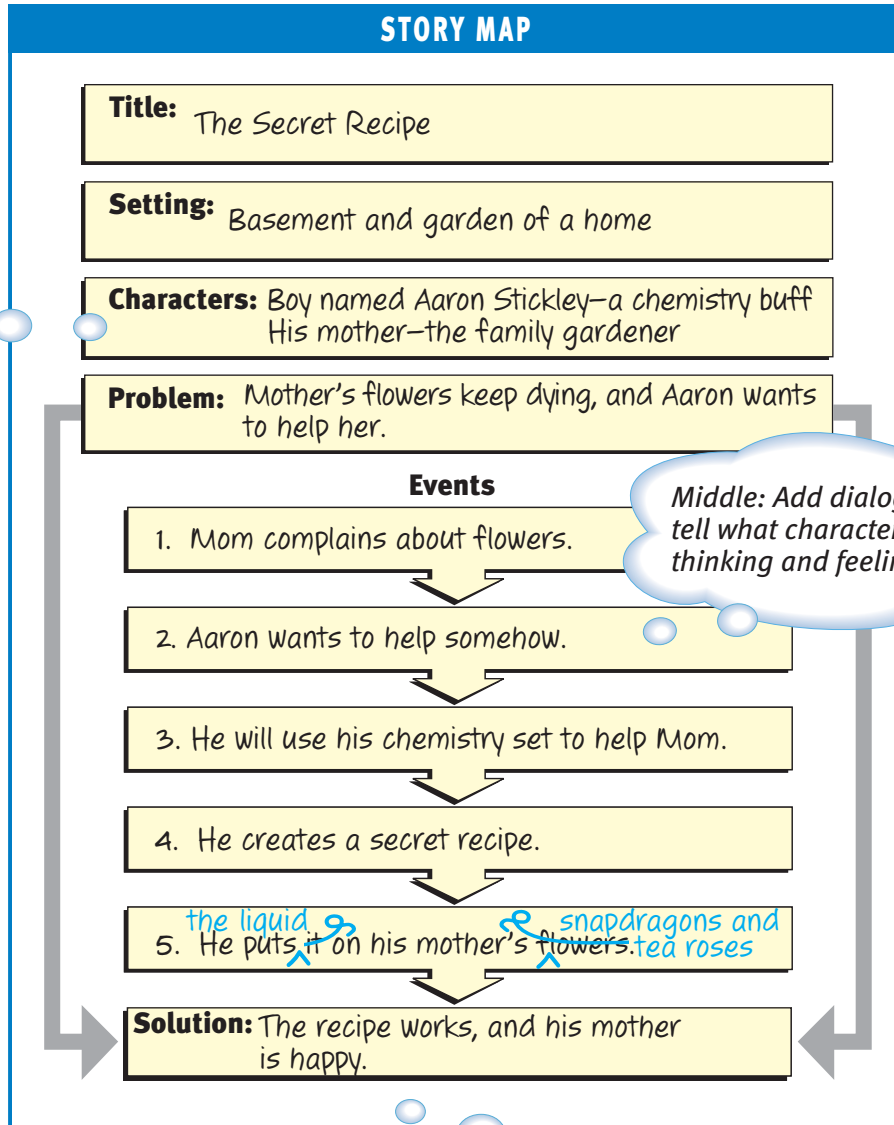 STORY MAP
Title: The Secret Recipe
Setting: Basement and garden of a home
Characters: Boy named Aaron Stickley–a chemistry buff
His mother–the family gardener
Problem: Mother's flowers keep dying, and Aaron wants
to help her.
Events
Middle: Add
tell what
thinking and
1. Mom complains about flowers.
2. Aaron wants to help somehow.
3. He will use his chemistry set to help Mom.
4. He creates a secret recipe.
the liquid snapdragons and
5. He puts it on his mother's flowers. tea roses
Solution: The recipe works, and his mother
is happy.